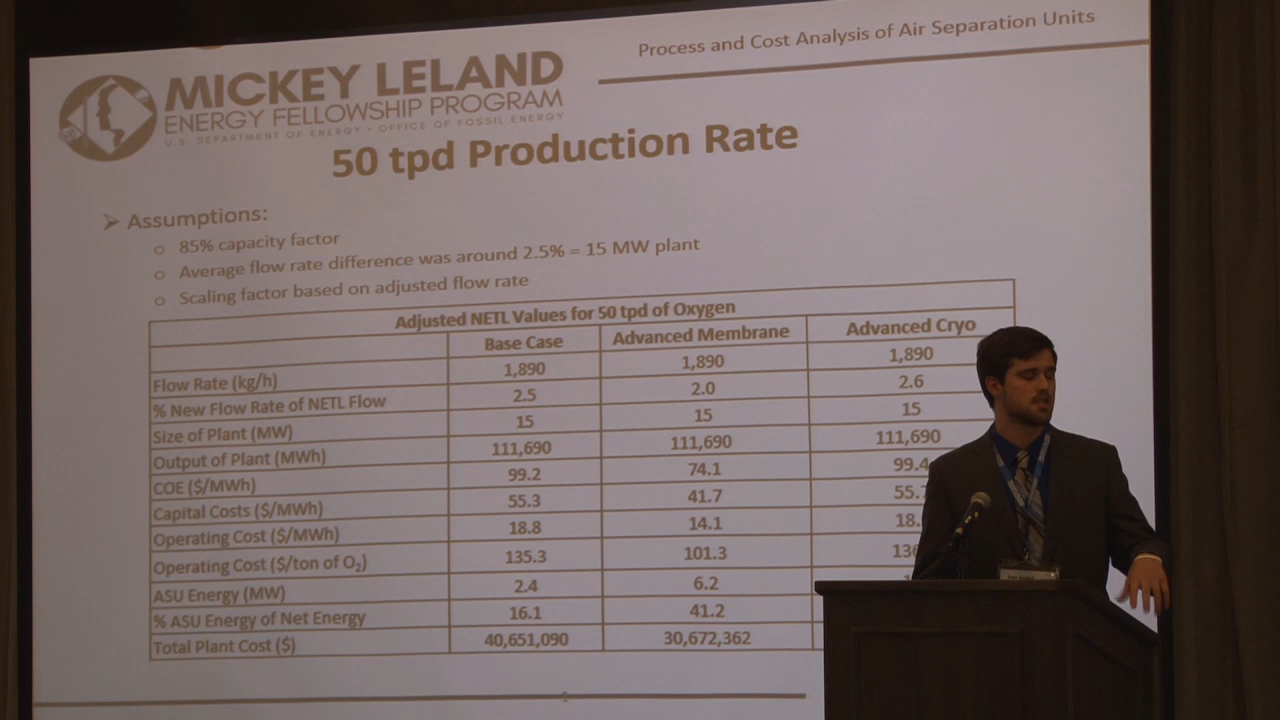 Process and Cost Analysis of Air Separation Units
MICKEY LELAND
ENERGY FELLOWSHIP PROGRAM
U.S. DEPARTMENT OF ENERGY • OFFICE OF FOSSIL ENERGY
50 tpd Production Rate
Assumptions:
85% capacity factor
Average flow rate difference was around 2.5% = 15 MW plant
Scaling factor based on adjusted flow rate
Adjusted NETL Values for 50 tpd of Oxygen
Base Case Advanced Membrane Advanced Cryo
Flow Rate (kg/h) 1,890 1,890 1,890
% New Flow Rate of NETL Flow 2.5 2.0 2.6
Size of Plant (MW) 15 15 15
Output of Plant (MWh) 111,690 111,690 111,690
COE ($/MWh) 99.2 74.1 99.4
Capital Costs ($/MWh) 55.3 41.7 55.
Operating Cost ($/MWh) 18.8 14.1 18.
Operating Cost ($/ton of O₂) 135.3 101.3
ASU Energy (MW) 2.4 6.2
% ASU Energy of Net Energy 16.1 41.2
Total Plant Cost ($) 40,651,090 30,672,362